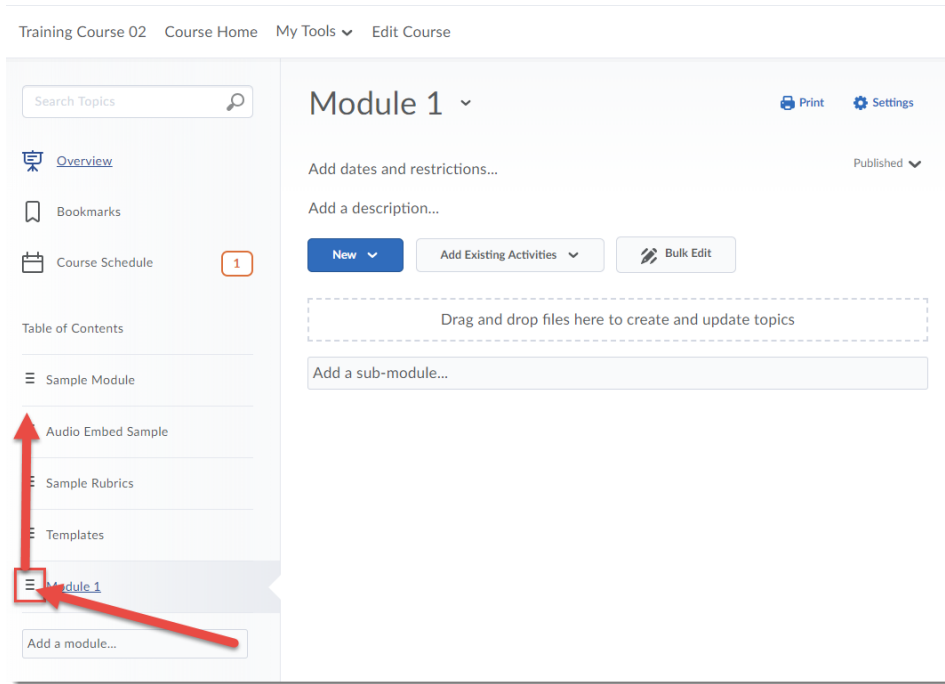 Training Course 02 Course Home My Tools Edit Course
Search Topics
Overview
Bookmarks
Course Schedule 1
Table of Contents
Sample Module
Audio Embed Sample
Sample Rubrics
Templates
Module 1
Add a module...
Module 1
Print Settings
Add dates and restrictions...
Published
Add a description...
New Add Existing Activities Bulk Edit
Drag and drop files here to create and update topics
Add a sub-module...